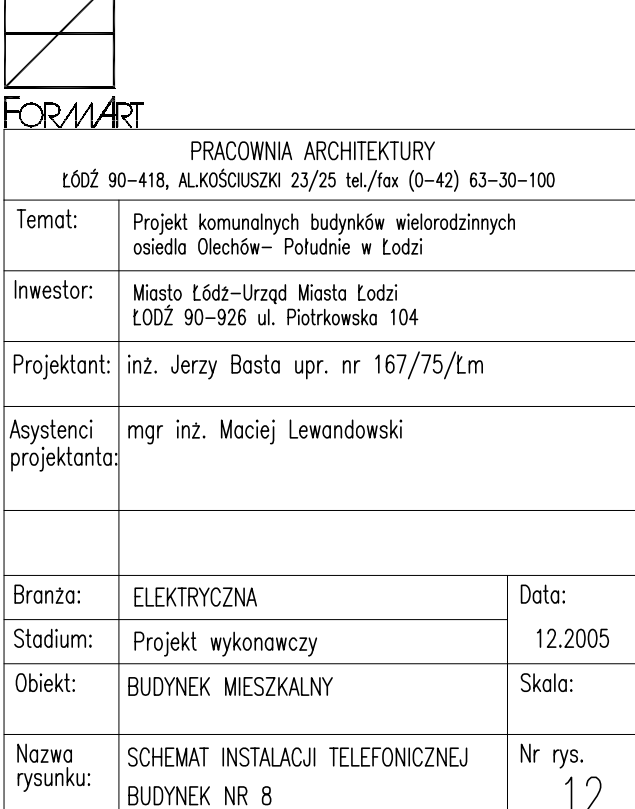 FORMART
PRACOWNIA ARCHITEKTURY
ŁÓDŹ 90-418, AL.KOŚCIUSZKI 23/25 tel./fax (0-42) 63-30-100
Temat:
Projekt komunalnych budynków wielorodzinnych
osiedla Olechów- Południe w Łodzi
Inwestor:
Miasto Łódź-Urząd Miasta Łodzi
ŁODŹ 90-926 ul. Piotrkowska 104
Projektant:
inż. Jerzy Basta upr. nr 167/75/Łm
Asystenci
projektanta:
mgr inż. Maciej Lewandowski
Branża:
ELEKTRYCZNA
Data:
12.2005
Stadium:
Projekt wykonawczy
Obiekt:
BUDYNEK MIESZKALNY
Skala:
Nazwa
rysunku:
SCHEMAT INSTALACJI TELEFONICZNEJ
BUDYNEK NR 8
Nr rys.
12